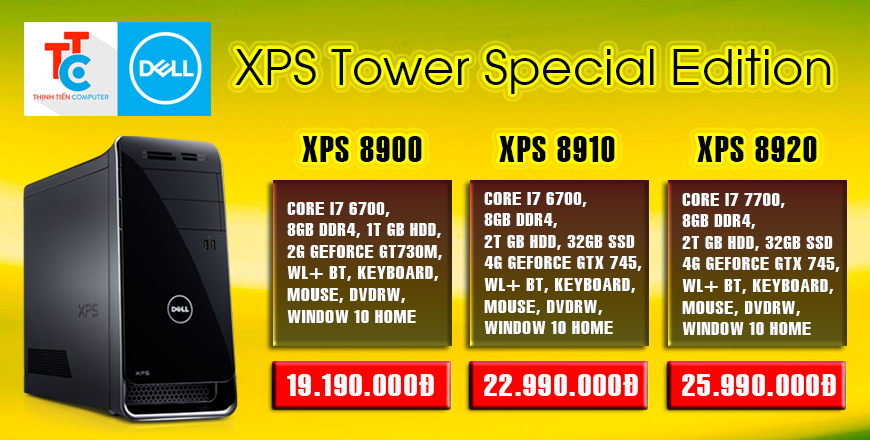 TTC
THỊNH TIẾN COMPUTER
DELL
XPS Tower Special Edition
XPS 8900
CORE I7 6700,
8GB DDR4, 1T GB HDD,
2G GEFORCE GT730M,
WL+ BT, KEYBOARD,
MOUSE, DVDRW,
WINDOW 10 HOME
19.190.000Đ
XPS 8910
CORE I7 6700,
8GB DDR4,
2T GB HDD, 32GB SSD
4G GEFORCE GTX 745,
WL+ BT, KEYBOARD,
MOUSE, DVDRW,
WINDOW 10 HOME
22.990.000Đ
XPS 8920
CORE I7 7700,
8GB DDR4,
2T GB HDD, 32GB SSD
4G GEFORCE GTX 745,
WL+ BT, KEYBOARD,
MOUSE, DVDRW,
WINDOW 10 HOME
25.990.000Đ
XPS
DELL
XPS